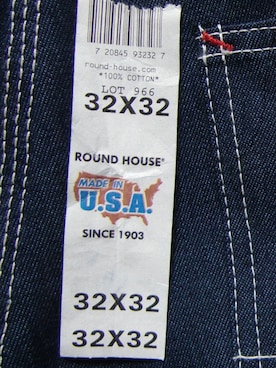 7 20845 93232 7
round-house.com
*100% COTTON*
LOT 966
32X32
ROUND HOUSE®
MADE IN
U.S.A.
SINCE 1903
32X32
32X32